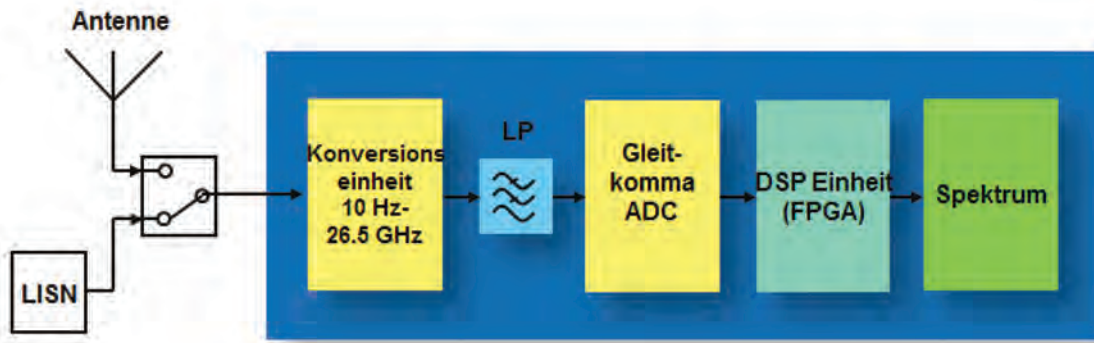 Antenne
LISN
Konversions
einheit
10 Hz-
26.5 GHz
LP
Gleit-
komma
ADC
DSP Einheit
(FPGA)
Spektrum